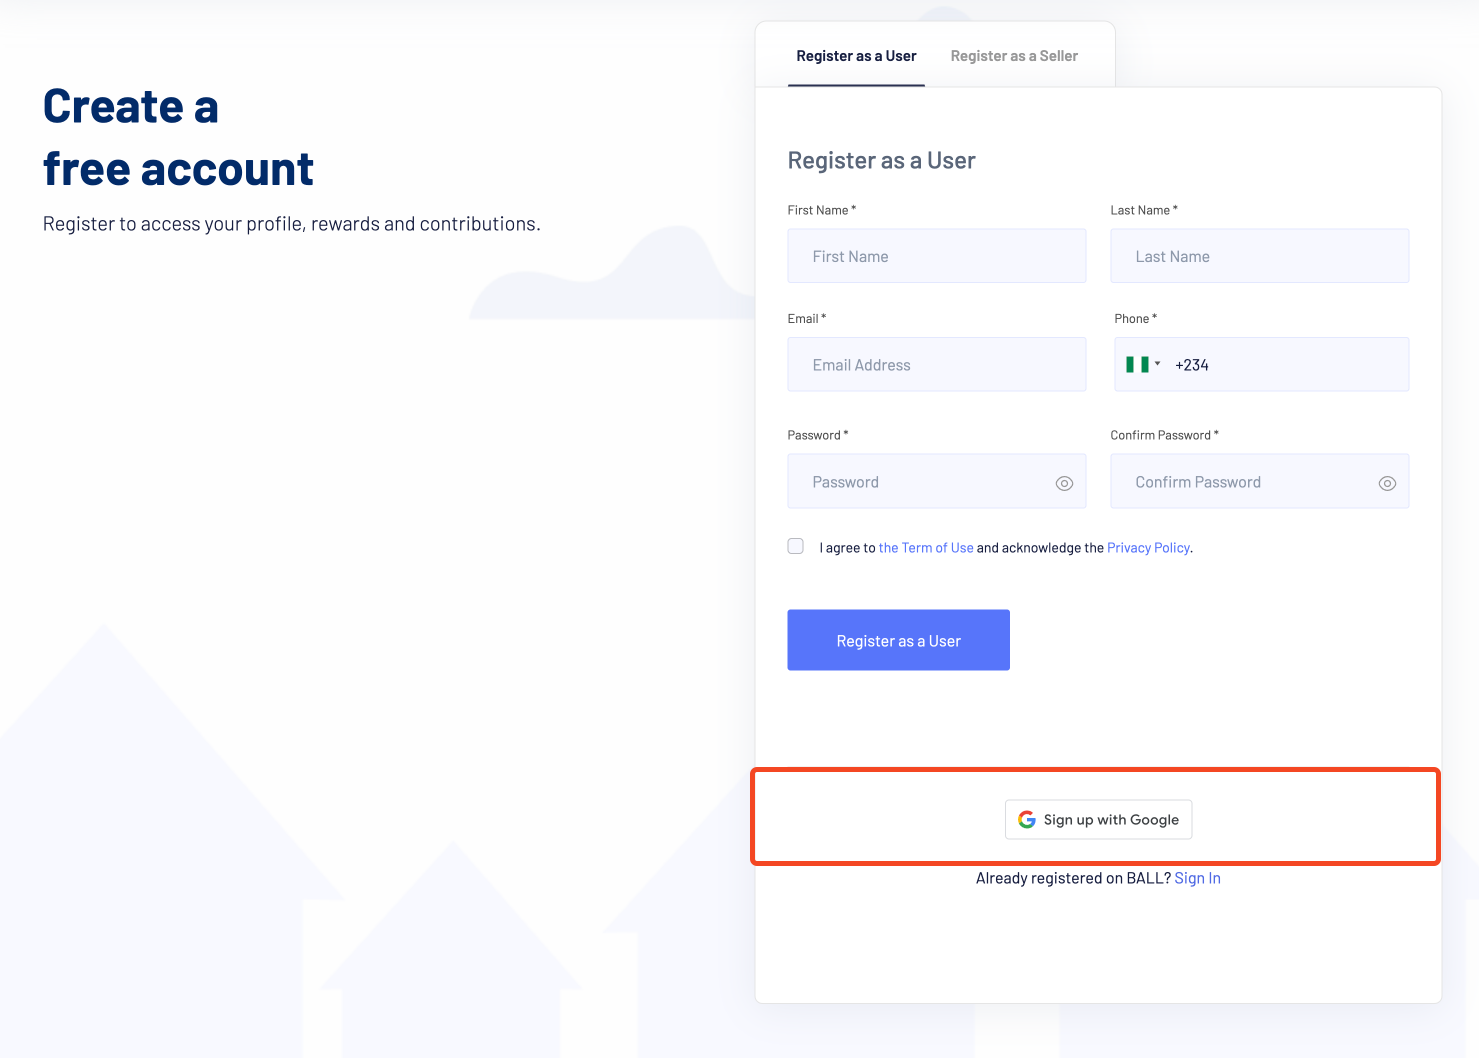 Create a
free account
Register to access your profile, rewards and contributions.
Register as a User
Register as a Seller
Register as a User
First Name *
Last Name *
First Name
Last Name
Email *
Phone *
Email Address
+234
Password *
Confirm Password *
Password
Confirm Password
I agree to the Term of Use and acknowledge the Privacy Policy.
Register as a User
Sign up with Google
Already registered on BALL? Sign In